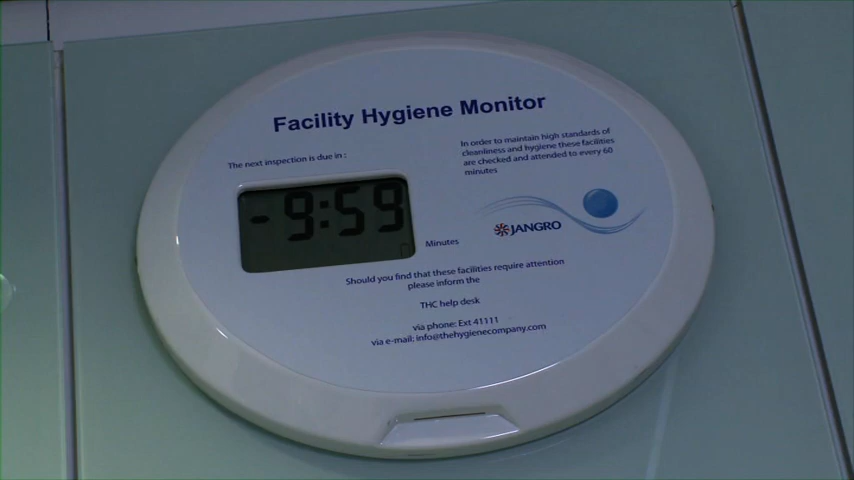 Facility Hygiene Monitor
The next inspection is due in :
-9:59
Minutes
In order to maintain high standards of
cleanliness and hygiene these facilities
are checked and attended to every 60
minutes
JANGRO
Should you find that these facilities require attention
please inform the
THC help desk
via phone: Ext 41111
via e-mail: info@thehygienecompany.com